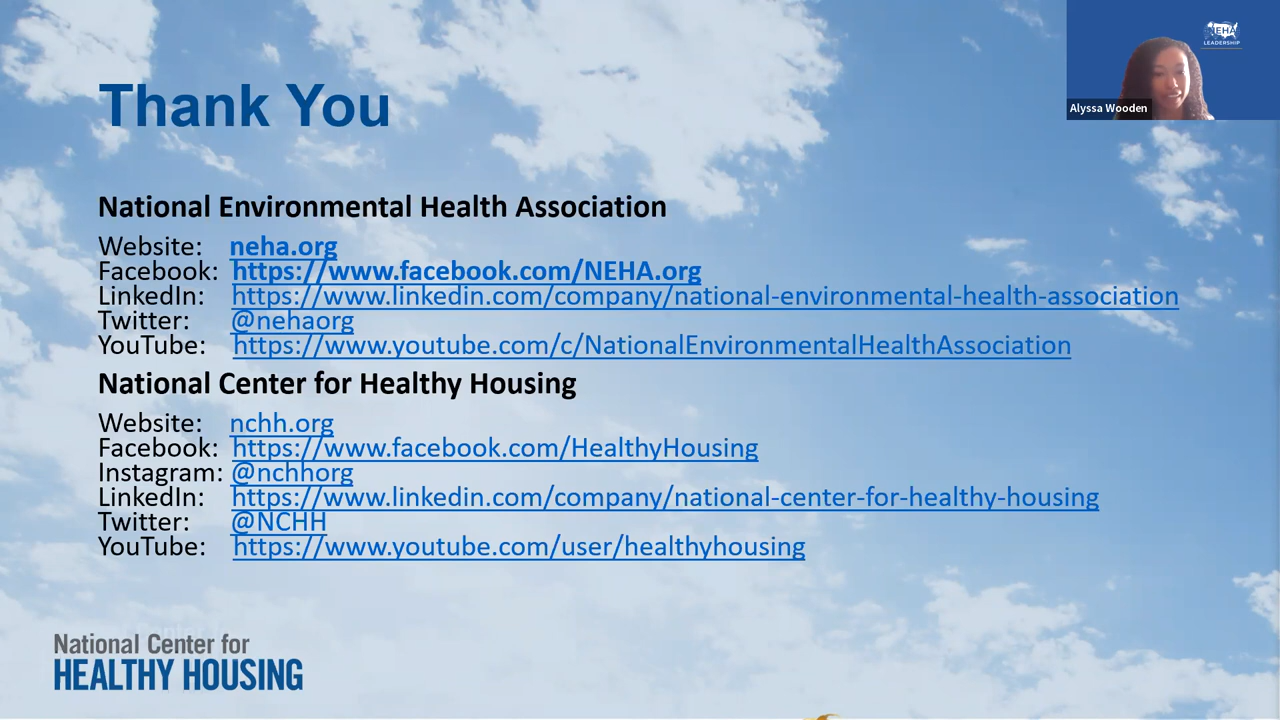 NEHA
LEADERSHIP
Alyssa Wooden
Thank You
National Environmental Health Association
Website: neha.org
Facebook: https://www.facebook.com/NEHA.org
LinkedIn: https://www.linkedin.com/company/national-environmental-health-association
Twitter: @nehaorg
YouTube: https://www.youtube.com/c/NationalEnvironmentalHealthAssociation
National Center for Healthy Housing
Website: nchh.org
Facebook: https://www.facebook.com/HealthyHousing
Instagram: @nchhorg
LinkedIn: https://www.linkedin.com/company/national-center-for-healthy-housing
Twitter: @NCHH
YouTube: https://www.youtube.com/user/healthyhousing
National Center for
HEALTHY HOUSING